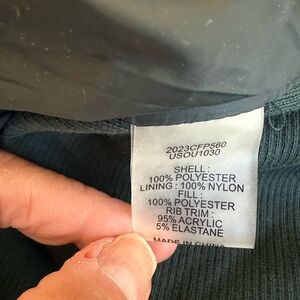 2023CFP560
USOU1030
SHELL :
100% POLYESTER
LINING : 100% NYLON
FILL :
100% POLYESTER
RIB TRIM :
95% ACRYLIC
5% ELASTANE
MADE IN CHINA